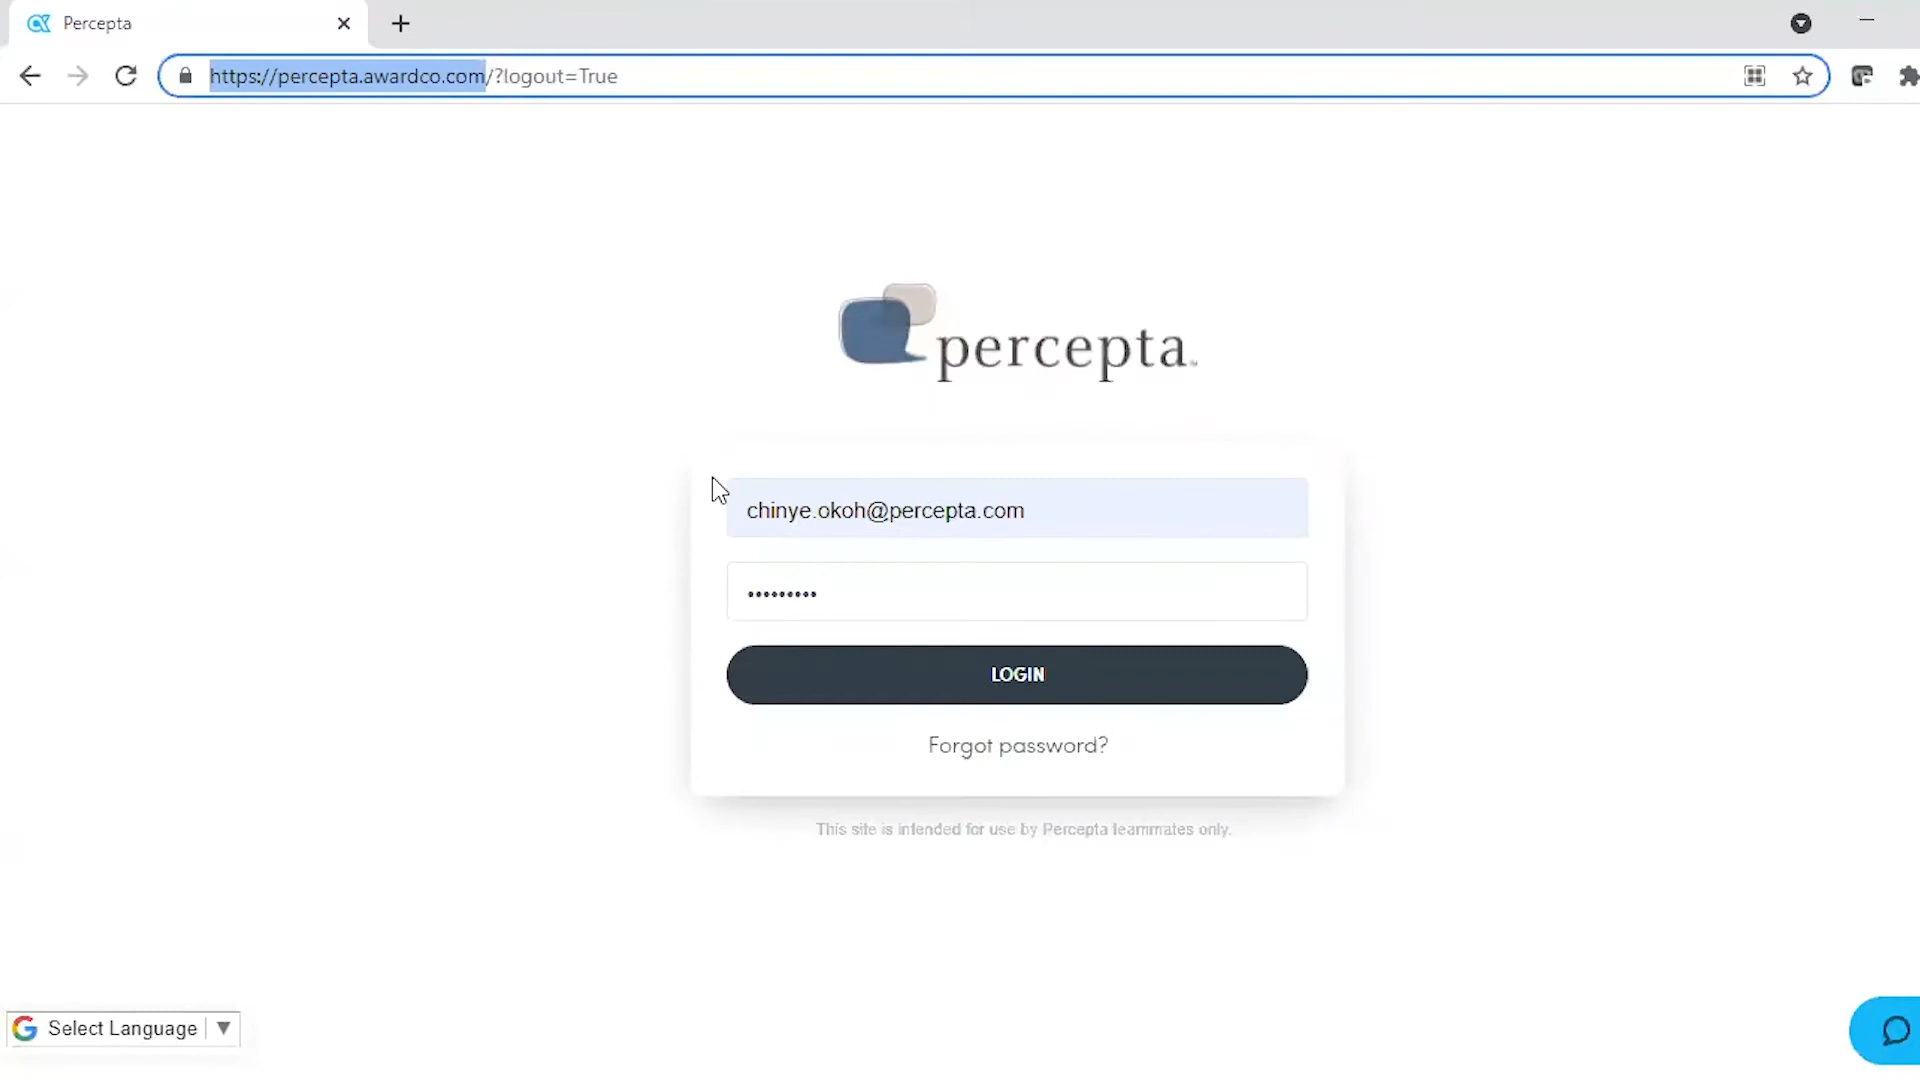 Percepta
https://percepta.awardco.com/?logout=True
percepta
chinye.okoh@percepta.com
LOGIN
Forgot password?
This site is intended for use by Percepta teammates only.
Select Language